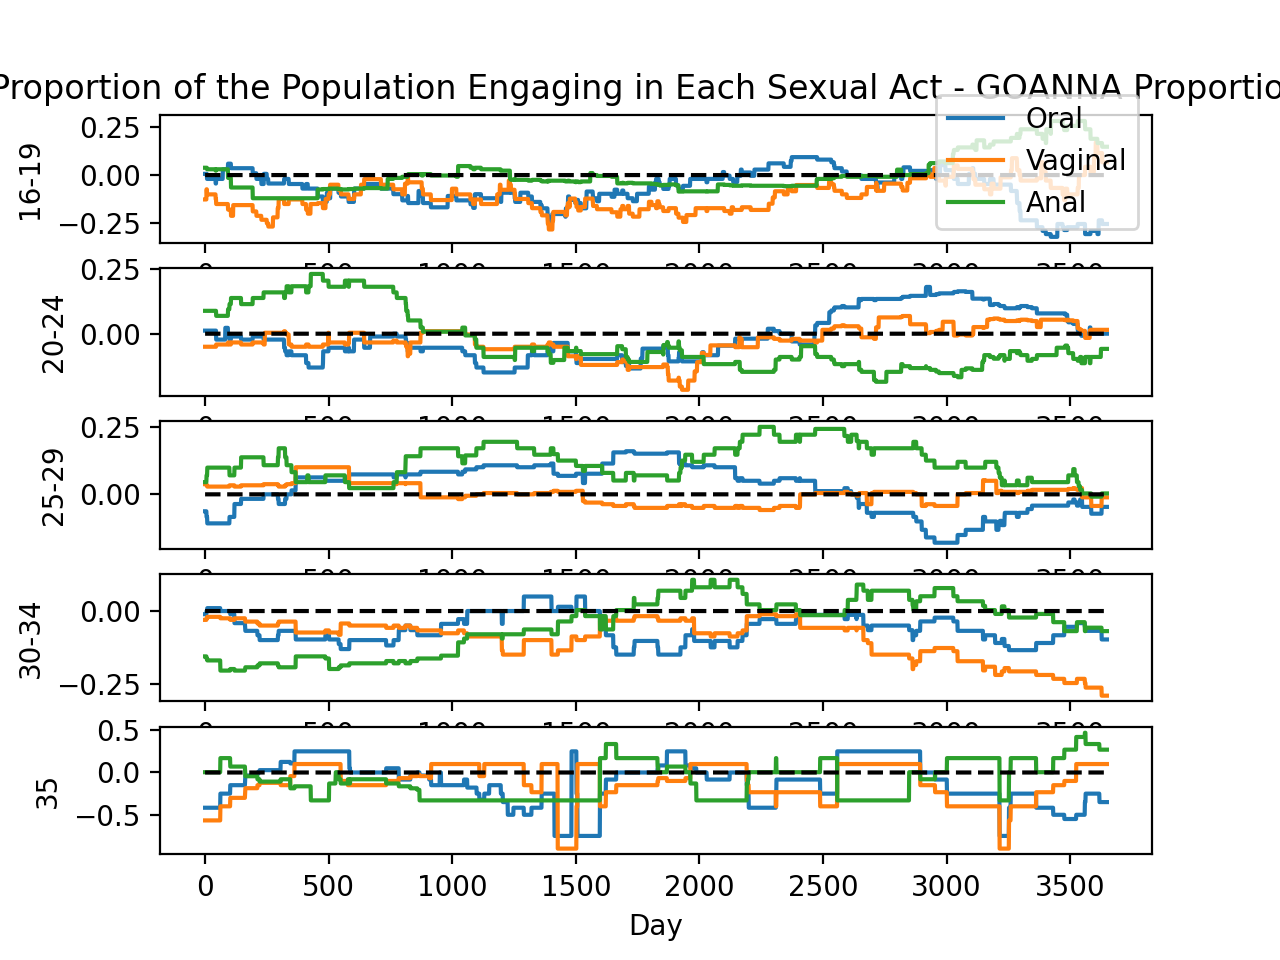 Proportion of the Population Engaging in Each Sexual Act - GOANNA Proportio
Oral
Vaginal
Anal
16-19
0.25
0.00
−0.25
20-24
0.25
0.00
25-29
0.25
0.00
30-34
0.00
−0.25
35
0.5
0.0
−0.5
0 500 1000 1500 2000 2500 3000 3500
Day